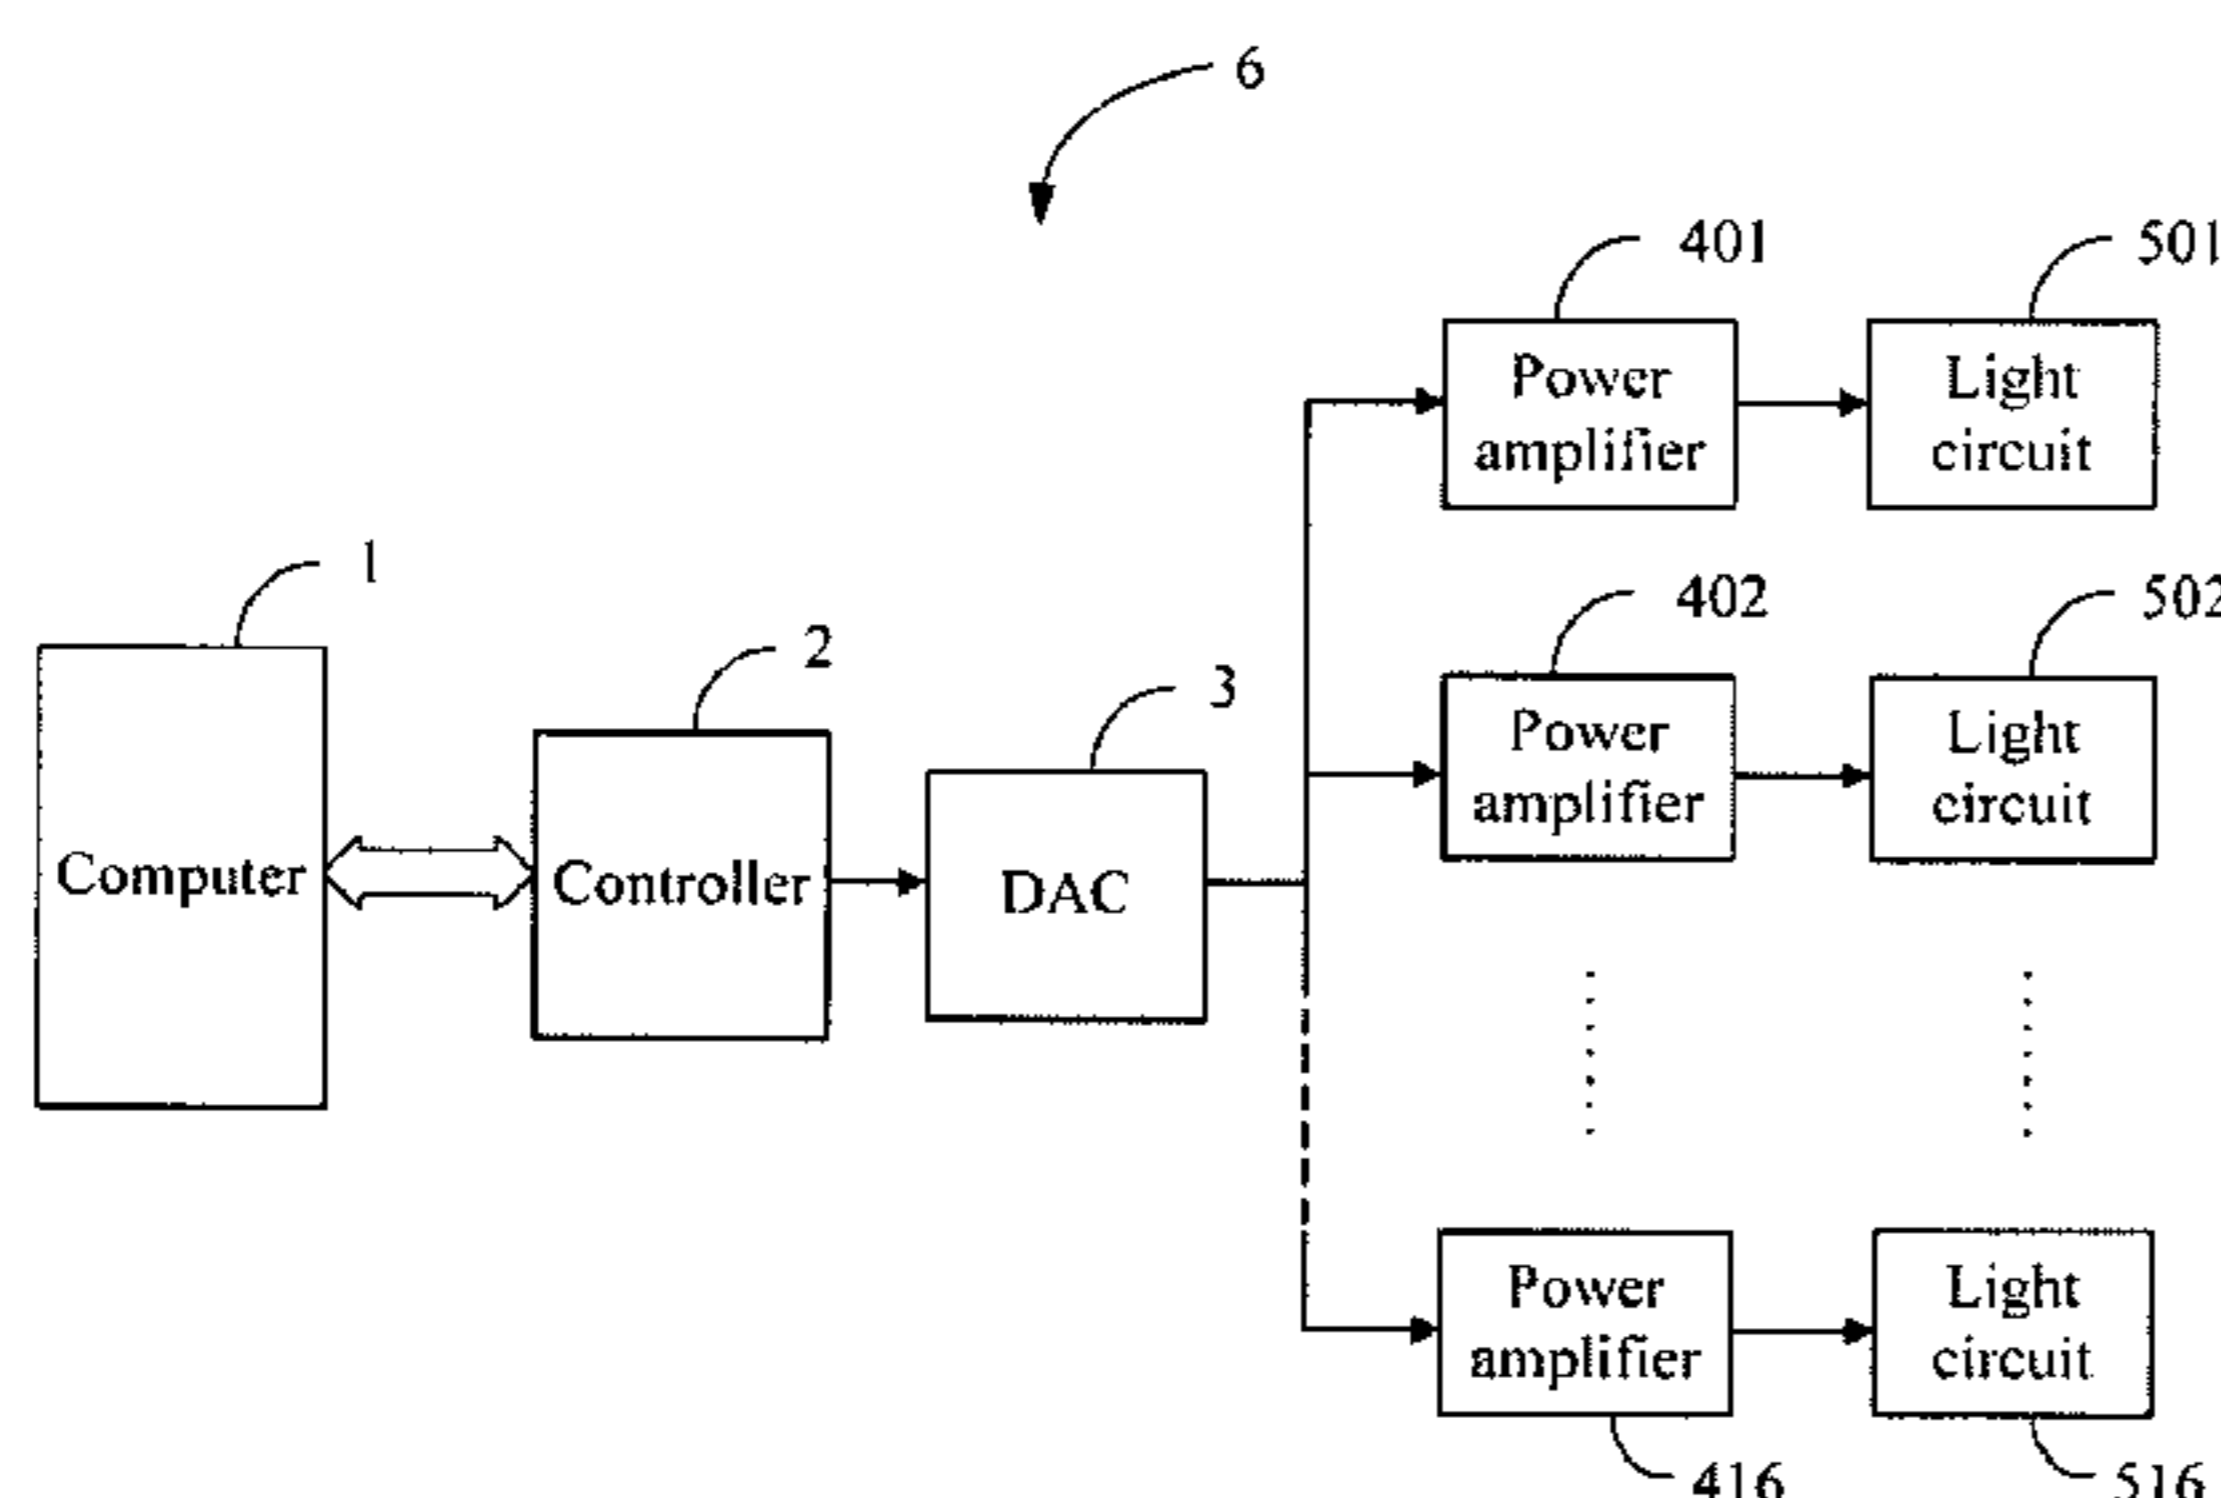 6
401
501
Power
amplifier
Light
circuit
1
2
3
402
502
Computer
Controller
DAC
Power
amplifier
Light
circuit
Power
amplifier
Light
circuit
416
516